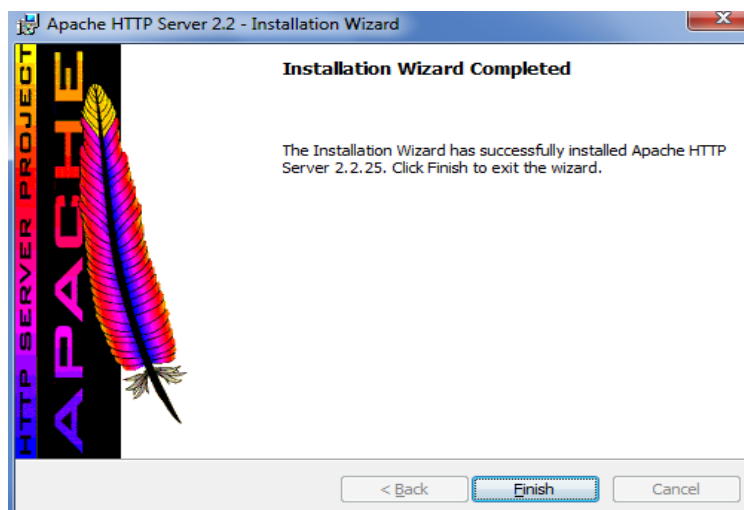 Apache HTTP Server 2.2 - Installation Wizard
HTTP SERVER PROJECT
APACHE
Installation Wizard Completed
The Installation Wizard has successfully installed Apache HTTP
Server 2.2.25. Click Finish to exit the wizard.
< Back
Finish
Cancel